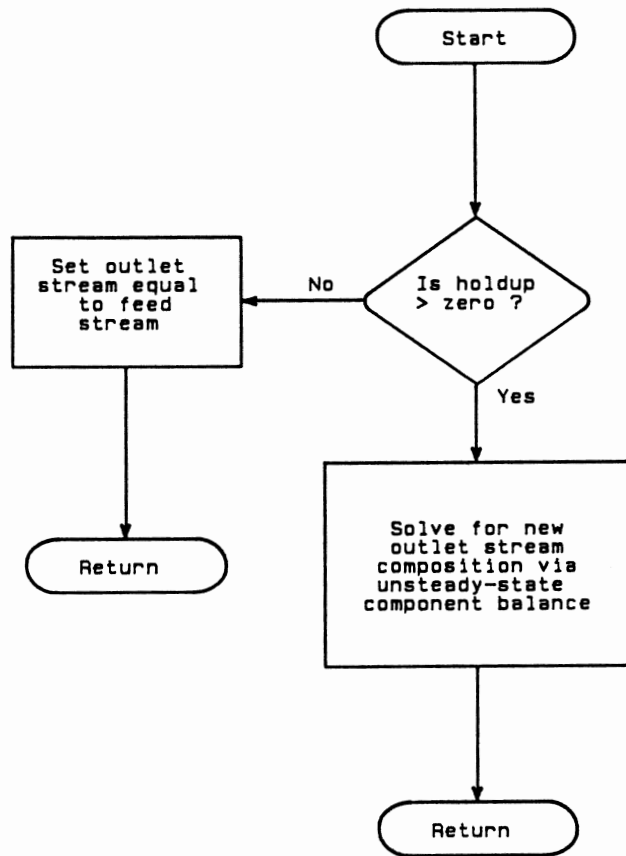 Start
Is holdup
> zero ?
No
Yes
Set outlet
stream equal
to feed
stream
Return
Solve for new
outlet stream
composition via
unsteady-state
component balance
Return